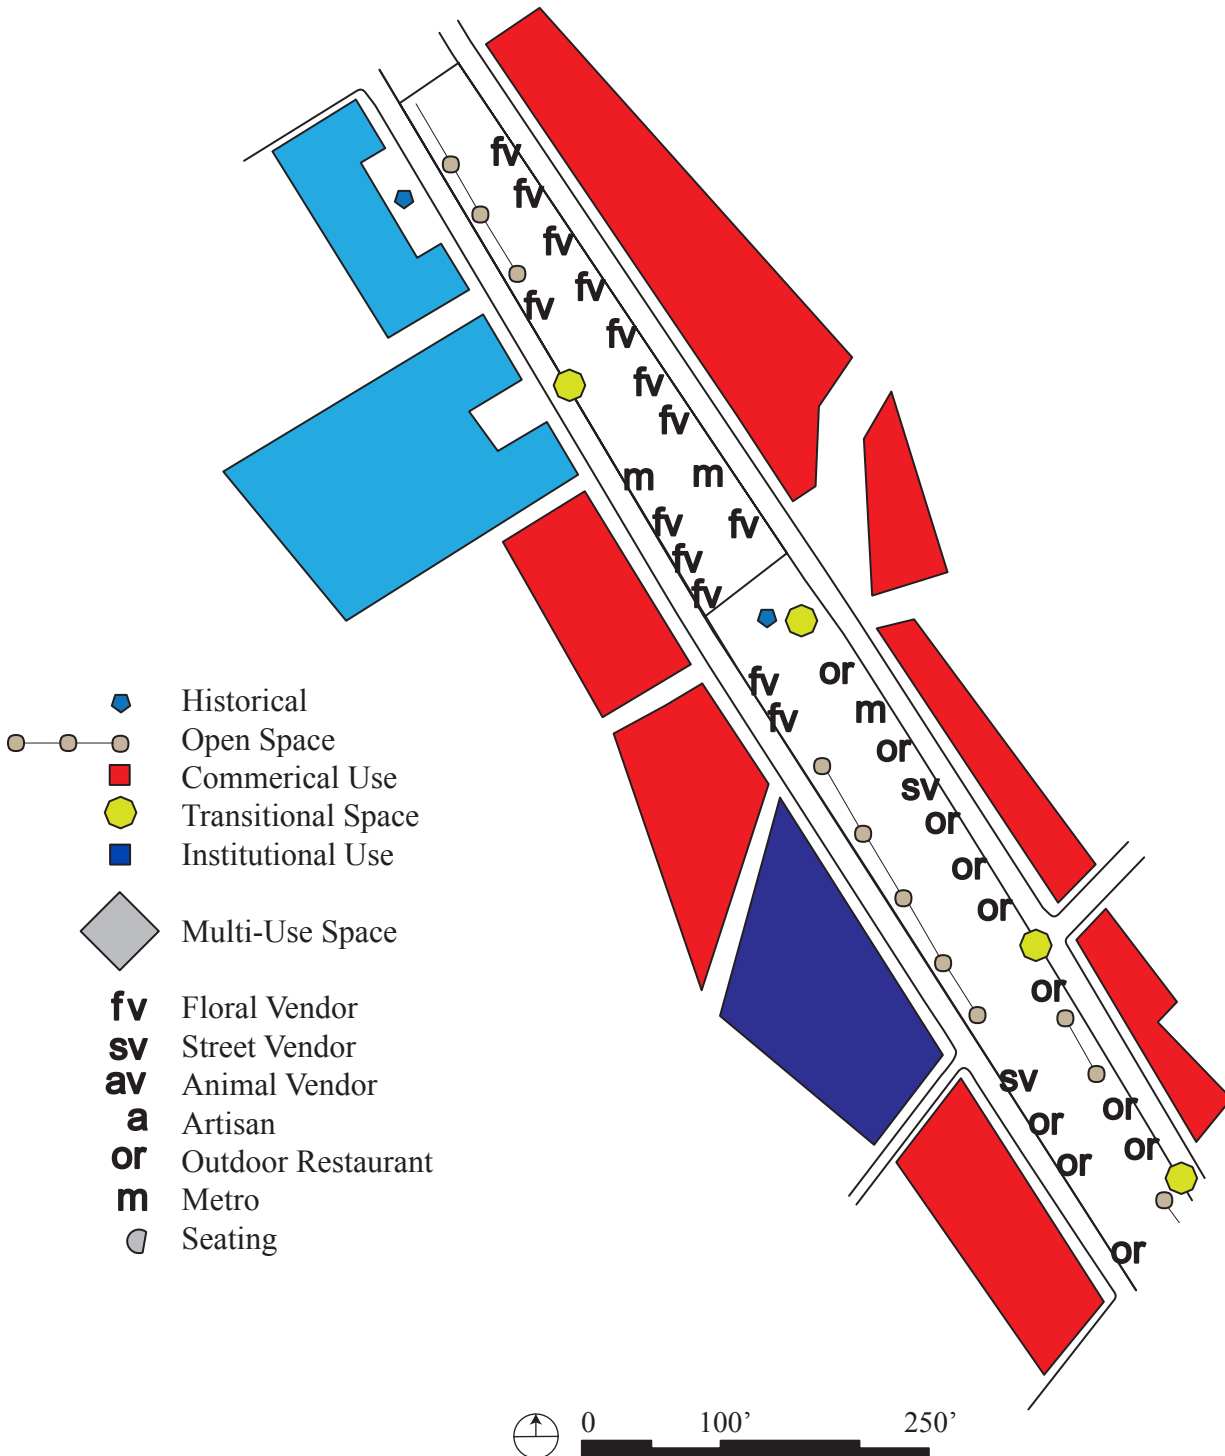 fv
fv
fv
fv
fv
fv
fv
fv
m
m
fv
fv
fv
fv
or
fv
m
fv
or
sv
or
or
or
or
sv
or
or
or
or
or
Historical
Open Space
Commerical Use
Transitional Space
Institutional Use
Multi-Use Space
fv Floral Vendor
sv Street Vendor
av Animal Vendor
a Artisan
or Outdoor Restaurant
m Metro
Seating
0 100’ 250’